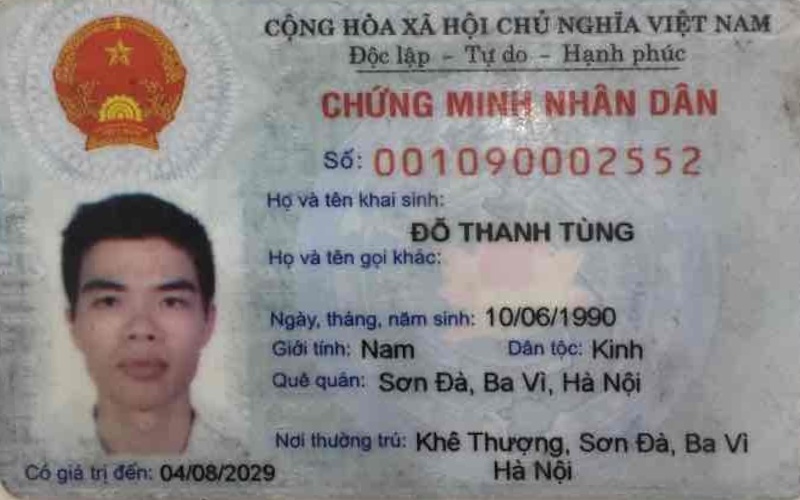 CỘNG HÒA XÃ HỘI CHỦ NGHĨA VIỆT NAM
Độc lập – Tự do – Hạnh phúc
CHỨNG MINH NHÂN DÂN
Số: 001090002552
Họ và tên khai sinh:
ĐỖ THANH TÙNG
Họ và tên gọi khác:
Ngày, tháng, năm sinh: 10/06/1990
Giới tính: Nam Dân tộc: Kinh
Quê quán: Sơn Đà, Ba Vì, Hà Nội
Nơi thường trú: Khê Thượng, Sơn Đà, Ba Vì
Hà Nội
Có giá trị đến: 04/08/2029